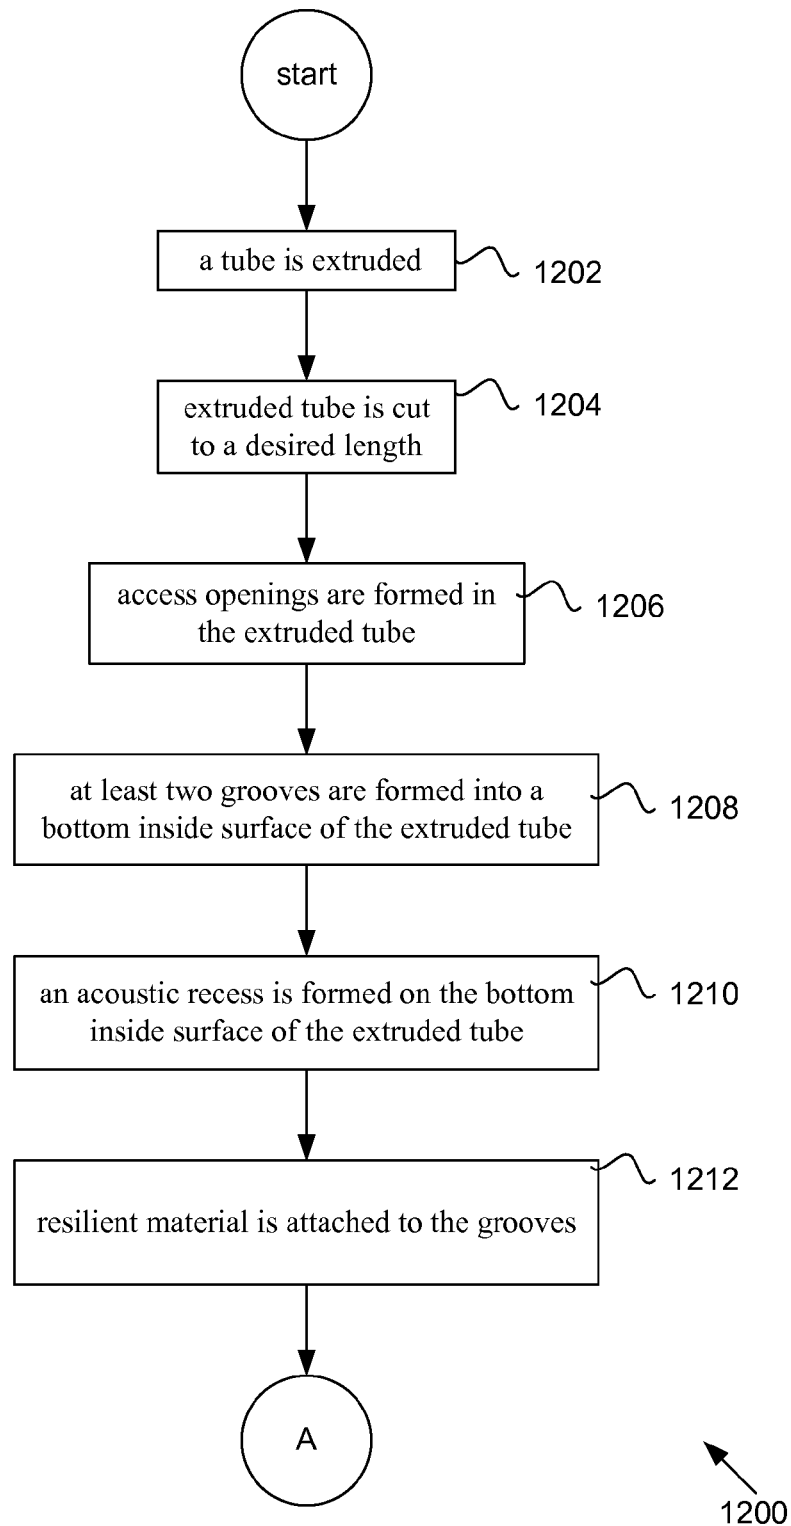 start
a tube is extruded
1202
extruded tube is cut
to a desired length
1204
access openings are formed in
the extruded tube
1206
at least two grooves are formed into a
bottom inside surface of the extruded tube
1208
an acoustic recess is formed on the bottom
inside surface of the extruded tube
1210
resilient material is attached to the grooves
1212
A
1200